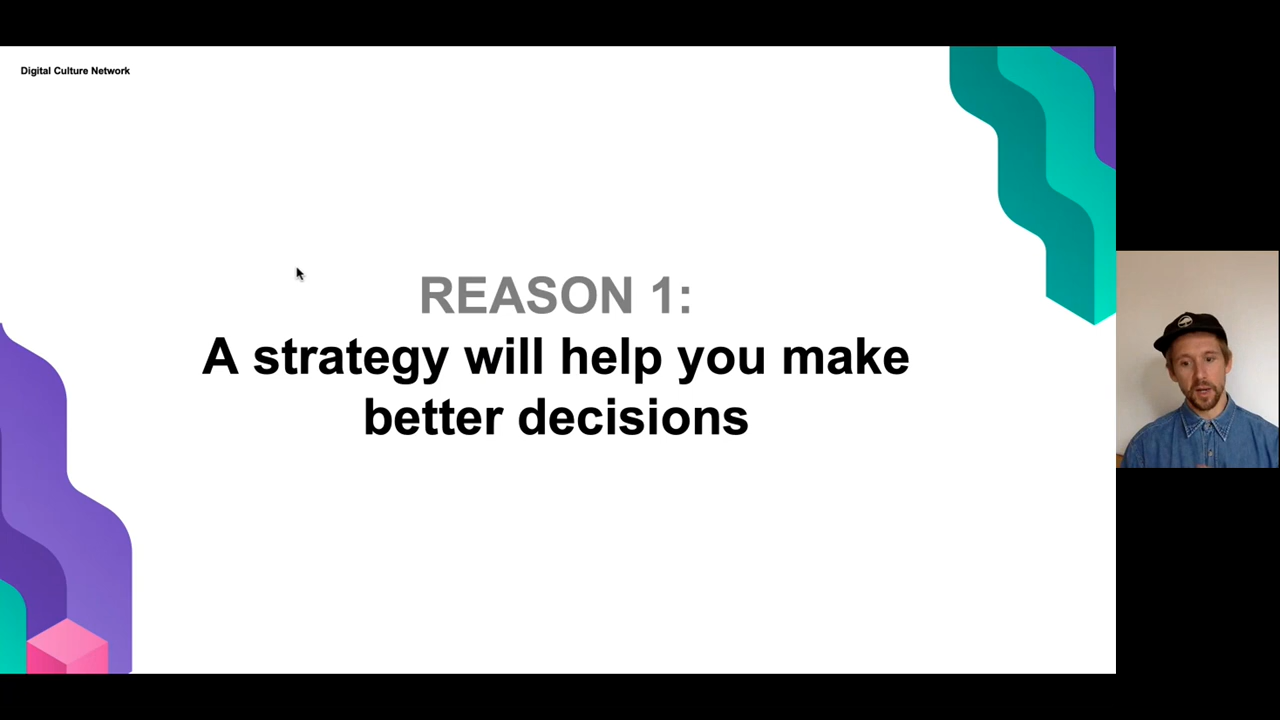 Digital Culture Network
REASON 1:
A strategy will help you make
better decisions